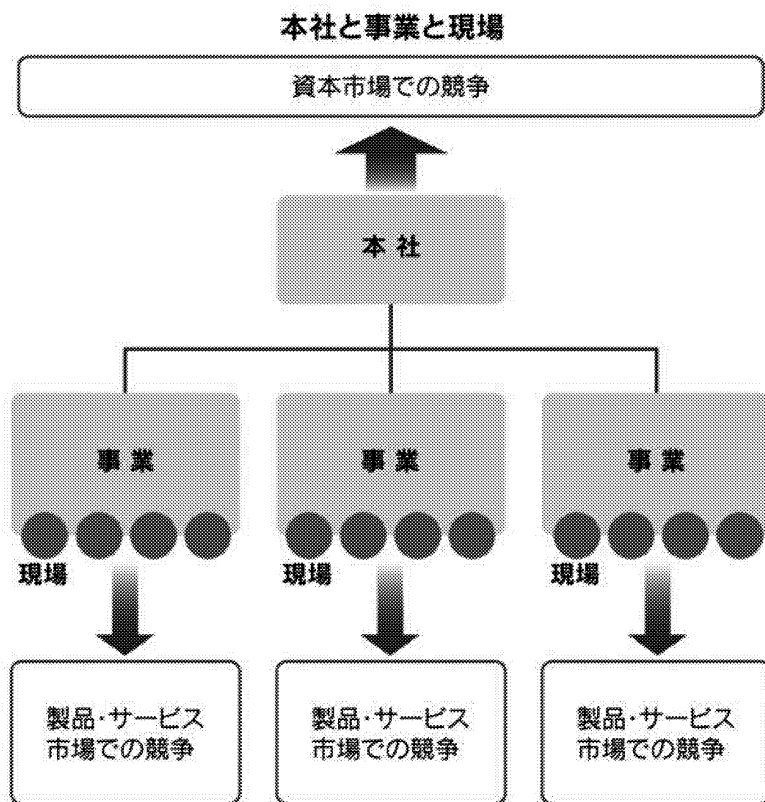 本社と事業と現場
資本市場での競争
本社
事業
事業
事業
現場
現場
現場
製品・サービス
市場での競争
製品・サービス
市場での競争
製品・サービス
市場での競争